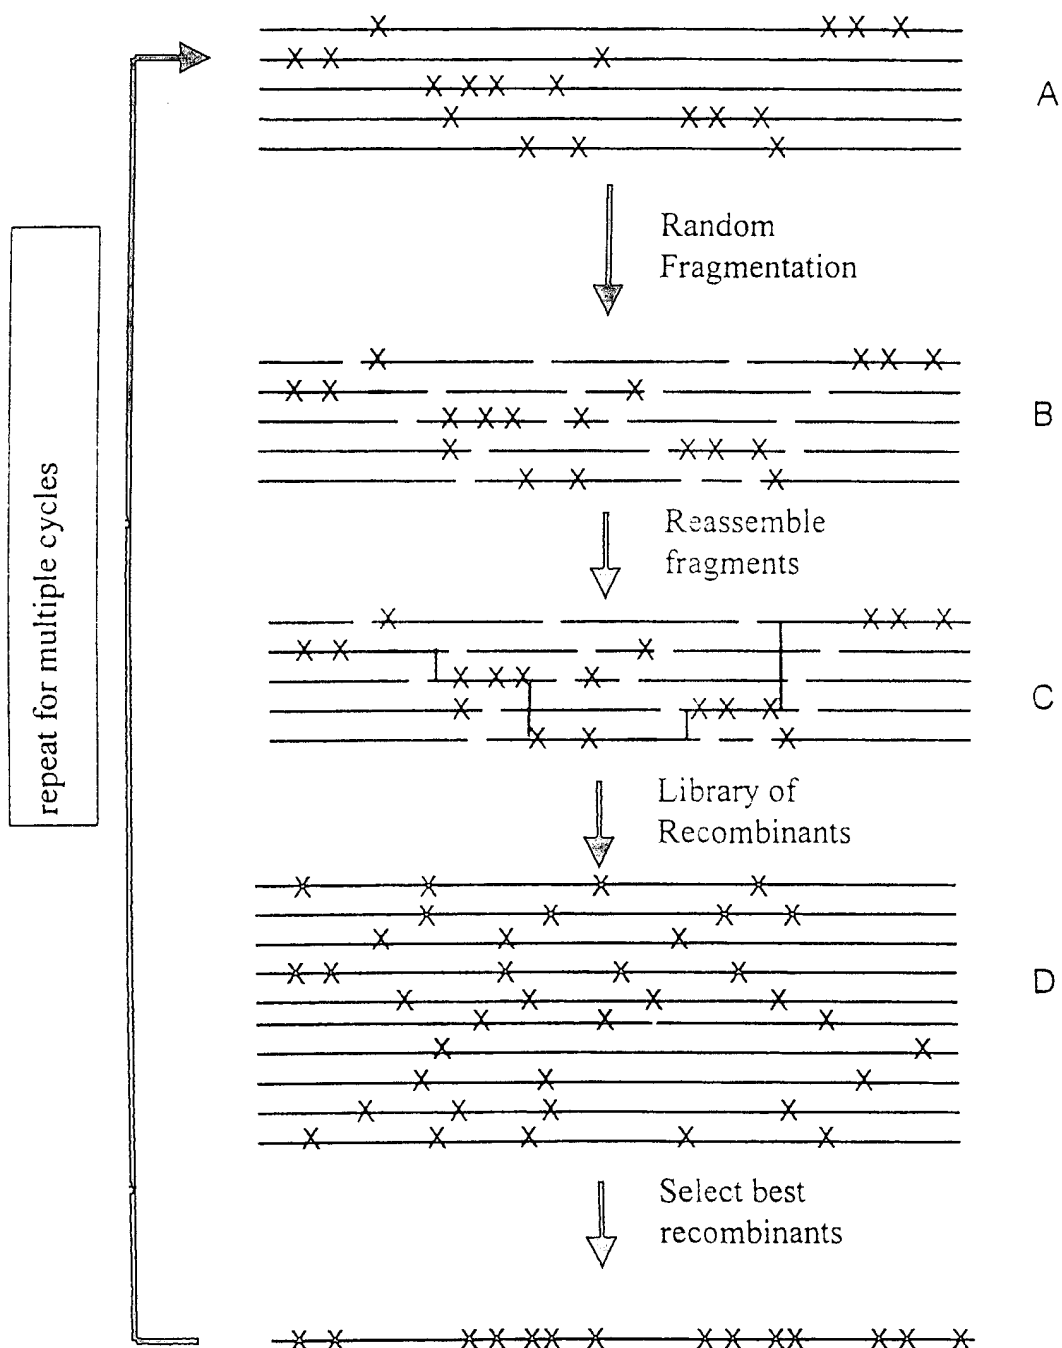 A
Random
Fragmentation
B
Reassemble
fragments
C
Library of
Recombinants
D
Select best
recombinants
repeat for multiple cycles